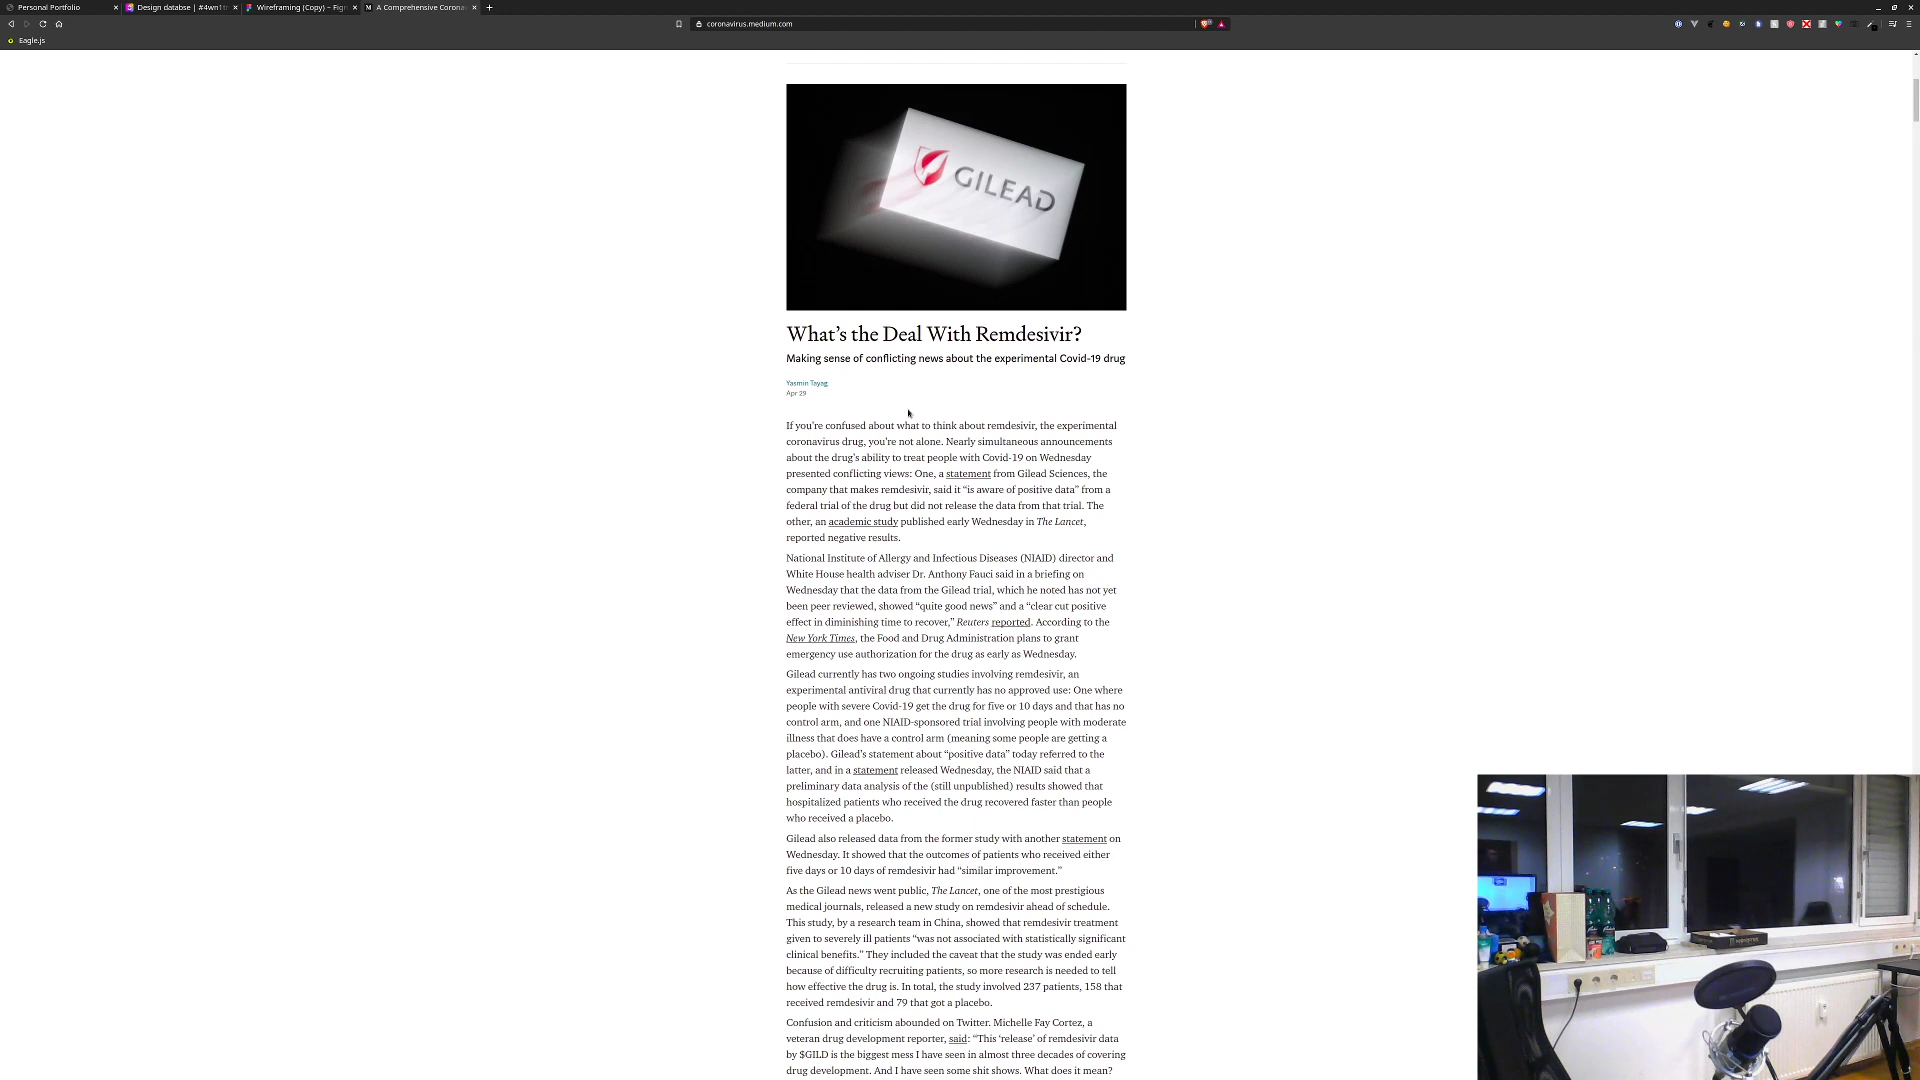 Personal Portfolio
Design databse | #4wn1t
Wireframing (Copy) – Figm
A Comprehensive Corona
coronavirus.medium.com
Eagle.js
GILEAD
What's the Deal With Remdesivir?
Making sense of conflicting news about the experimental Covid-19 drug
Yasmin Tayag
Apr 29
If you're confused about what to think about remdesivir, the experimental
coronavirus drug, you're not alone. Nearly simultaneous announcements
about the drug's ability to treat people with Covid-19 on Wednesday
presented conflicting views: One, a statement from Gilead Sciences, the
company that makes remdesivir, said it “is aware of positive data” from a
federal trial of the drug but did not release the data from that trial. The
other, an academic study published early Wednesday in The Lancet,
reported negative results.
National Institute of Allergy and Infectious Diseases (NIAID) director and
White House health adviser Dr. Anthony Fauci said in a briefing on
Wednesday that the data from the Gilead trial, which he noted has not yet
been peer reviewed, showed “quite good news” and a “clear cut positive
effect in diminishing time to recover,” Reuters reported. According to the
New York Times, the Food and Drug Administration plans to grant
emergency use authorization for the drug as early as Wednesday.
Gilead currently has two ongoing studies involving remdesivir, an
experimental antiviral drug that currently has no approved use: One where
people with severe Covid-19 get the drug for five or 10 days and that has no
control arm, and one NIAID-sponsored trial involving people with moderate
illness that does have a control arm (meaning some people are getting a
placebo). Gilead's statement about “positive data” today referred to the
latter, and in a statement released Wednesday, the NIAID said that a
preliminary data analysis of the (still unpublished) results showed that
hospitalized patients who received the drug recovered faster than people
who received a placebo.
Gilead also released data from the former study with another statement on
Wednesday. It showed that the outcomes of patients who received either
five days or 10 days of remdesivir had “similar improvement.”
As the Gilead news went public, The Lancet, one of the most prestigious
medical journals, released a new study on remdesivir ahead of schedule.
This study, by a research team in China, showed that remdesivir treatment
given to severely ill patients “was not associated with statistically significant
clinical benefits.” They included the caveat that the study was ended early
because of difficulty recruiting patients, so more research is needed to tell
how effective the drug is. In total, the study involved 237 patients, 158 that
received remdesivir and 79 that got a placebo.
Confusion and criticism abounded on Twitter. Michelle Fay Cortez, a
veteran drug development reporter, said: “This ‘release’ of remdesivir data
by $GILD is the biggest mess I have seen in almost three decades of covering
drug development. And I have seen some shit shows. What does it mean?